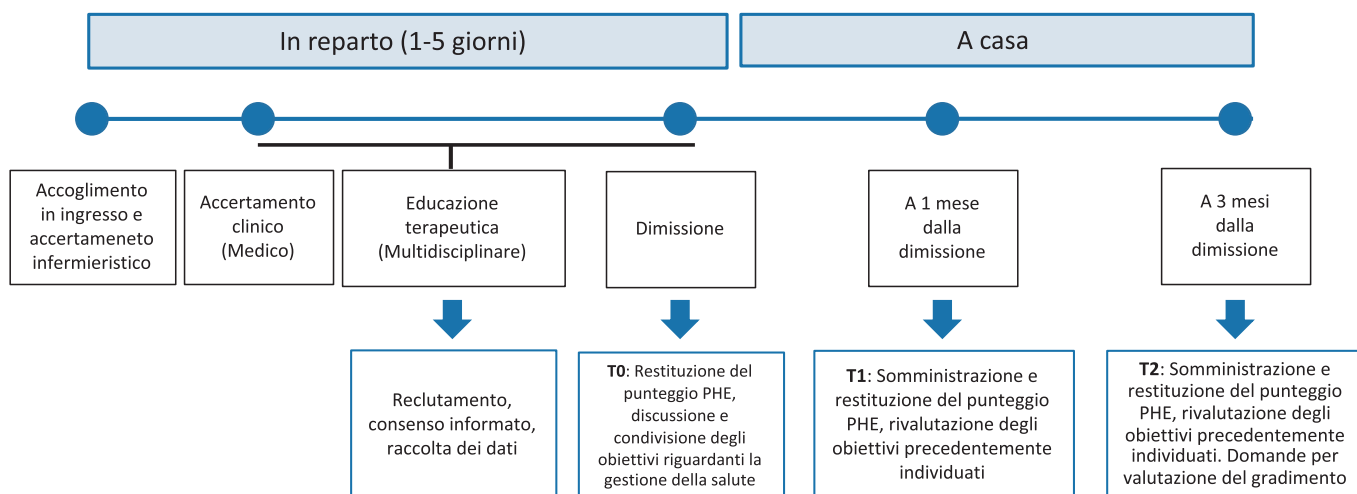 In reparto (1-5 giorni)
A casa
Accoglimento
in ingresso e
accertameneto
infermieristico
Accertamento
clinico
(Medico)
Educazione
terapeutica
(Multidisciplinare)
Dimissione
A 1 mese
dalla
dimissione
A 3 mesi
dalla
dimissione
Reclutamento,
consenso informato,
raccolta dei dati
T0: Restituzione del
punteggio PHE,
discussione e
condivisione degli
obiettivi riguardanti la
gestione della salute
T1: Somministrazione e
restituzione del punteggio
PHE, rivalutazione degli
obiettivi precedentemente
individuati
T2: Somministrazione e
restituzione del punteggio
PHE, rivalutazione degli
obiettivi precedentemente
individuati. Domande per
valutazione del gradimento